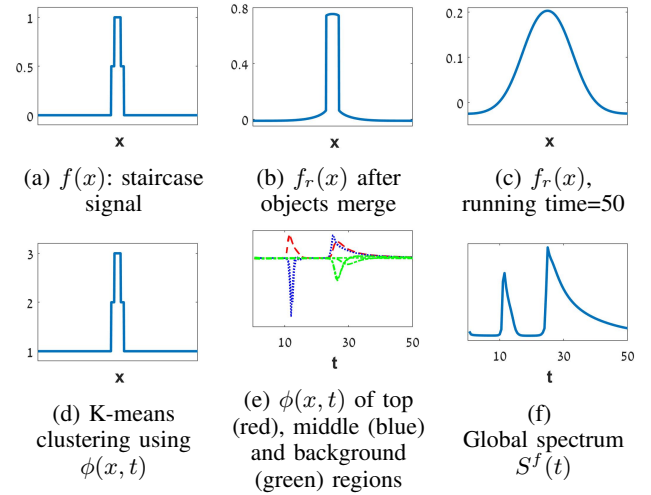 1
0.5
0
x
(a) f(x): staircase
signal
0.8
0.4
0
x
(b) f_r(x) after
objects merge
0.2
0.1
0
x
(c) f_r(x),
running time=50
3
2
1
x
(d) K-means
clustering using
ϕ(x, t)
10 30 50
t
(e) ϕ(x, t) of top
(red), middle (blue)
and background
(green) regions
10 30 50
t
(f)
Global spectrum
S^f(t)